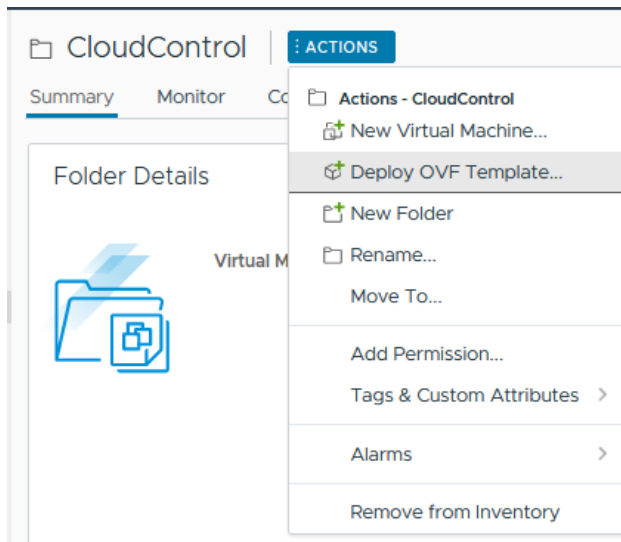 CloudControl
ACTIONS
Summary Monitor
Actions - CloudControl
New Virtual Machine...
Deploy OVF Template...
Folder Details
New Folder
Virtual
Rename...
Move To...
Add Permission...
Tags & Custom Attributes
Alarms
Remove from Inventory